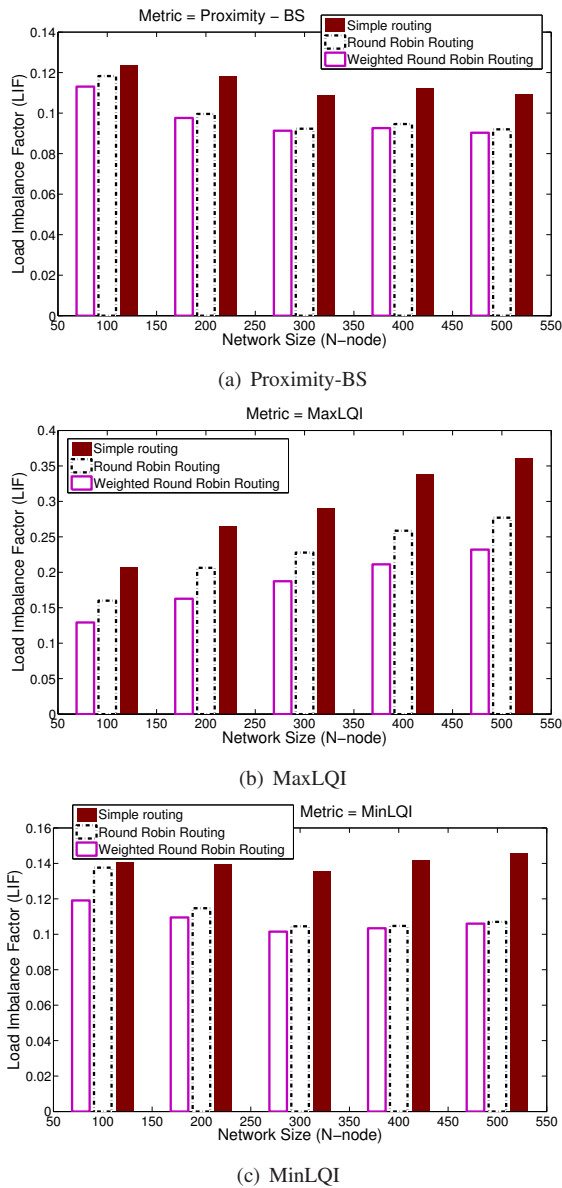 Metric = Proximity − BS
Simple routing
Round Robin Routing
Weighted Round Robin Routing
Load Imbalance Factor (LIF)
0.14
0.12
0.1
0.08
0.06
0.04
0.02
0
50 100 150 200 250 300 350 400 450 500 550
Network Size (N−node)
(a) Proximity-BS
Metric = MaxLQI
Simple routing
Round Robin Routing
Weighted Round Robin Routing
Load Imbalance Factor (LIF)
0.4
0.35
0.3
0.25
0.2
0.15
0.1
0.05
0
50 100 150 200 250 300 350 400 450 500 550
Network Size (N−node)
(b) MaxLQI
Metric = MinLQI
Simple routing
Round Robin Routing
Weighted Round Robin Routing
Load Imbalance Factor (LIF)
0.16
0.14
0.12
0.1
0.08
0.06
0.04
0.02
0
50 100 150 200 250 300 350 400 450 500 550
Network Size (N−node)
(c) MinLQI